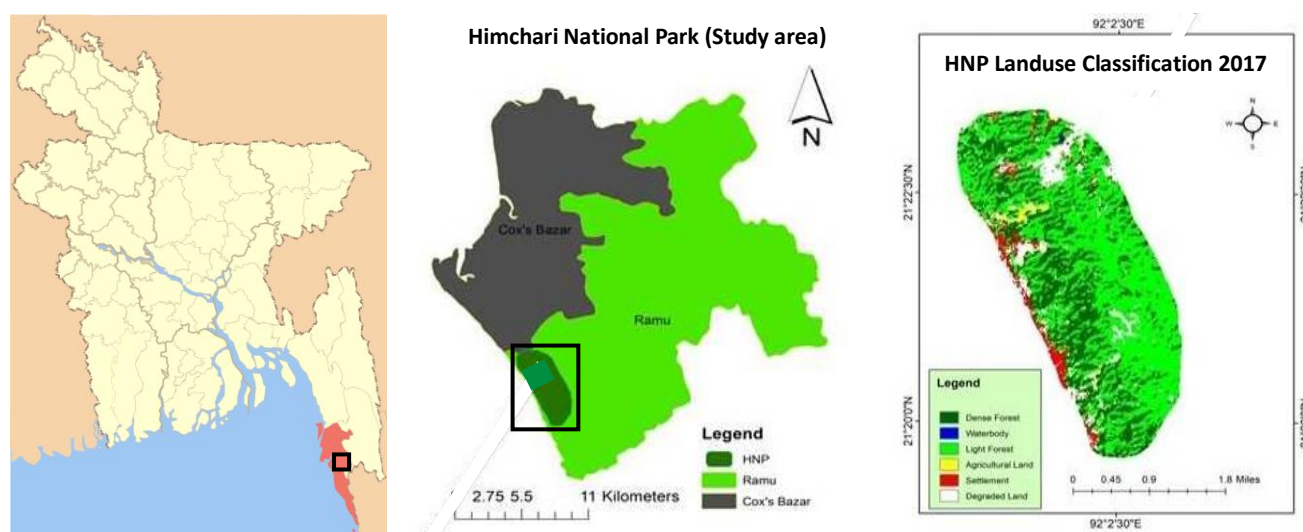 Himchari National Park (Study area)
N
Cox's Bazar
Ramu
Legend
HNP
Ramu
Cox's Bazar
2.75 5.5 11 Kilometers
92°2'30"E
HNP Landuse Classification 2017
N
W E
S
21°22'30"N
21°20'0"N
Legend
Dense Forest
Waterbody
Light Forest
Agricultural Land
Settlement
Degraded Land
0 0.45 0.9 1.8 Miles
92°2'30"E